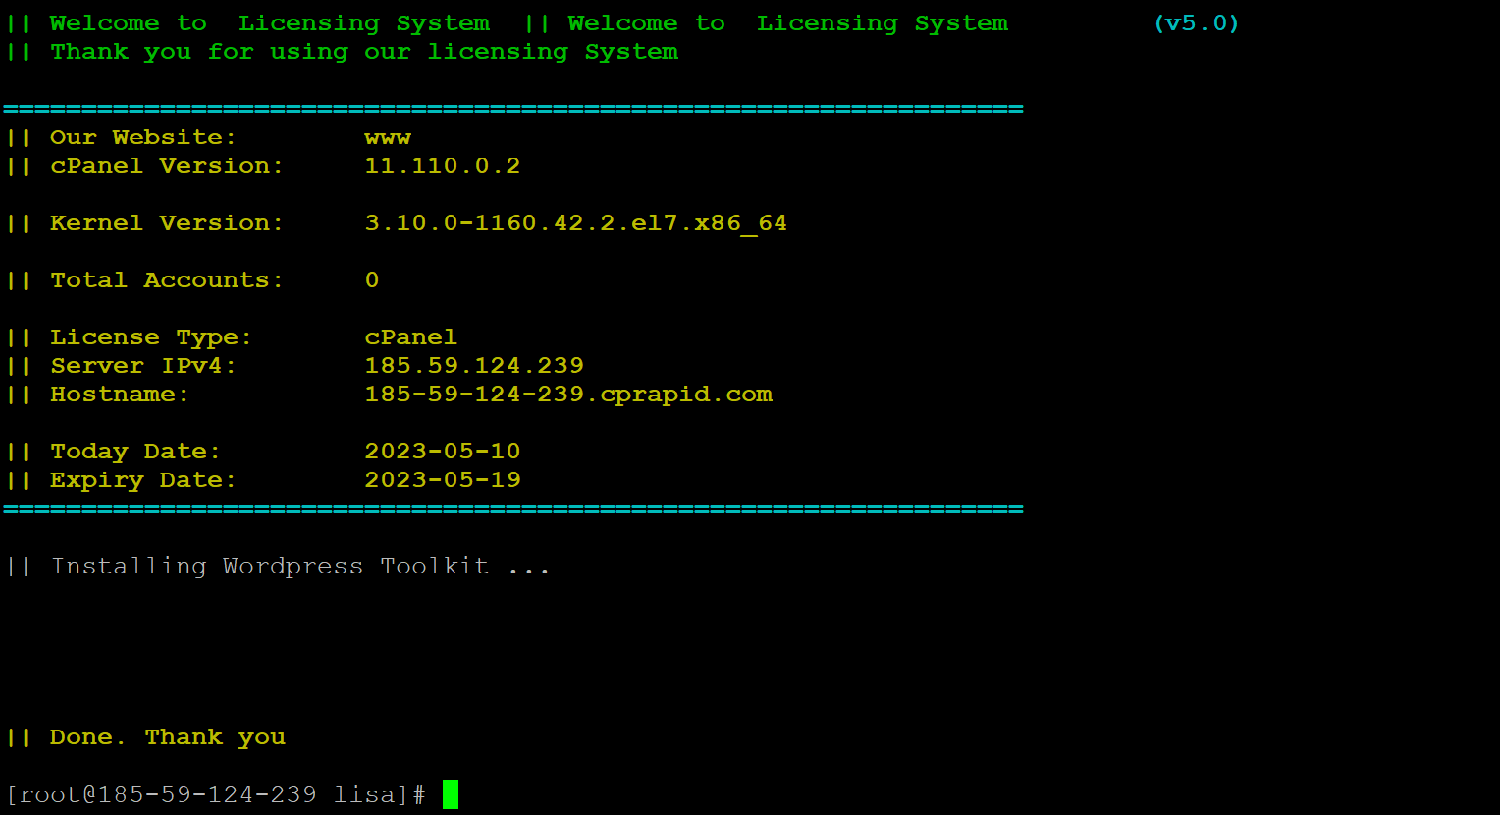 || Welcome to  Licensing System  || Welcome to  Licensing System         (v5.0)
|| Thank you for using our licensing System
=================================================================
|| Our Website:        www
|| cPanel Version:     11.110.0.2
|| Kernel Version:     3.10.0-1160.42.2.el7.x86_64
|| Total Accounts:     0
|| License Type:       cPanel
|| Server IPv4:        185.59.124.239
|| Hostname:           185-59-124-239.cprapid.com
|| Today Date:         2023-05-10
|| Expiry Date:        2023-05-19
=================================================================
|| Installing Wordpress Toolkit ...
|| Done. Thank you
[root@185-59-124-239 lisa]#